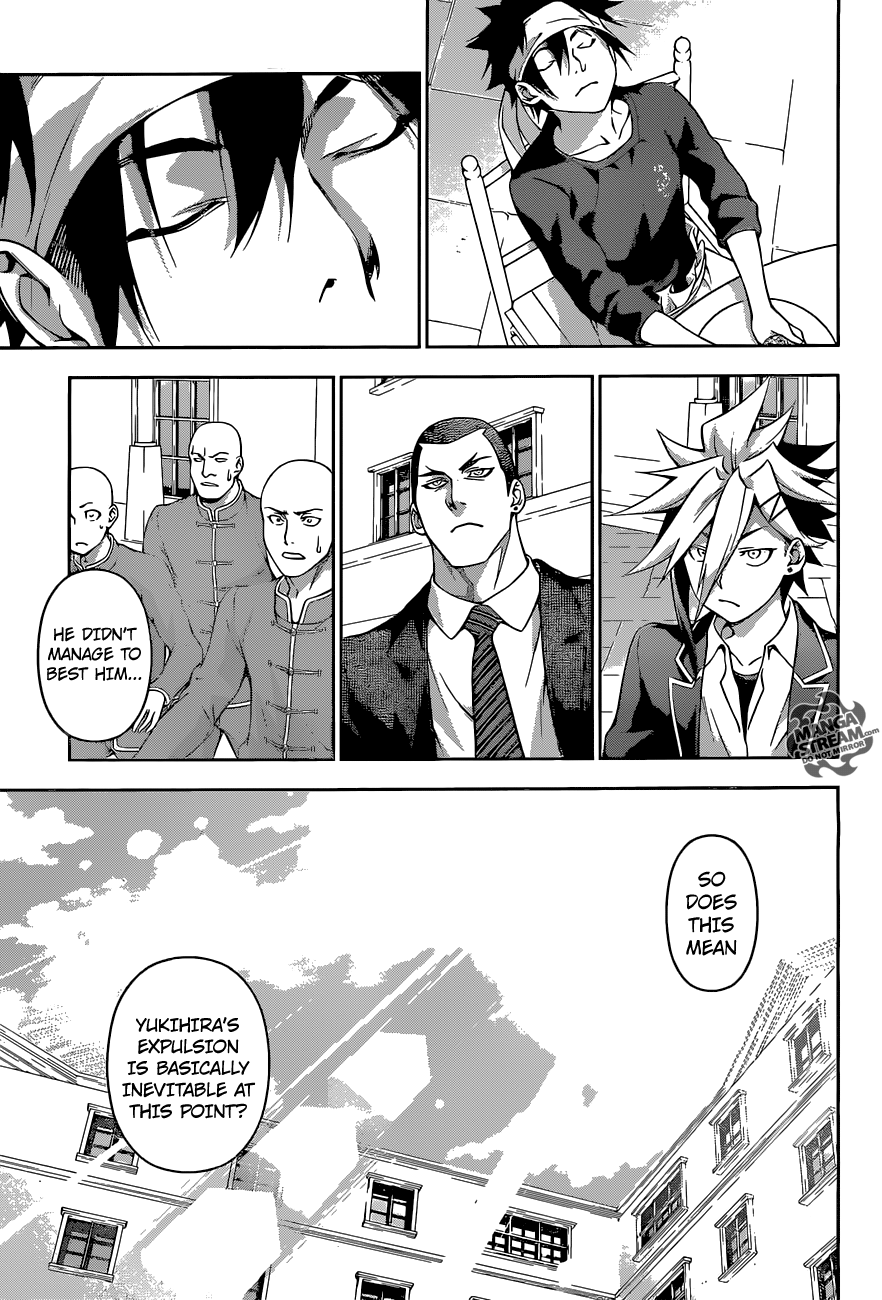 HE DIDN'T
MANAGE TO
BEST HIM...
MANGA
STREAM.com
DO NOT MIRROR
SO
DOES
THIS
MEAN
YUKIHIRA'S
EXPULSION
IS BASICALLY
INEVITABLE AT
THIS POINT?